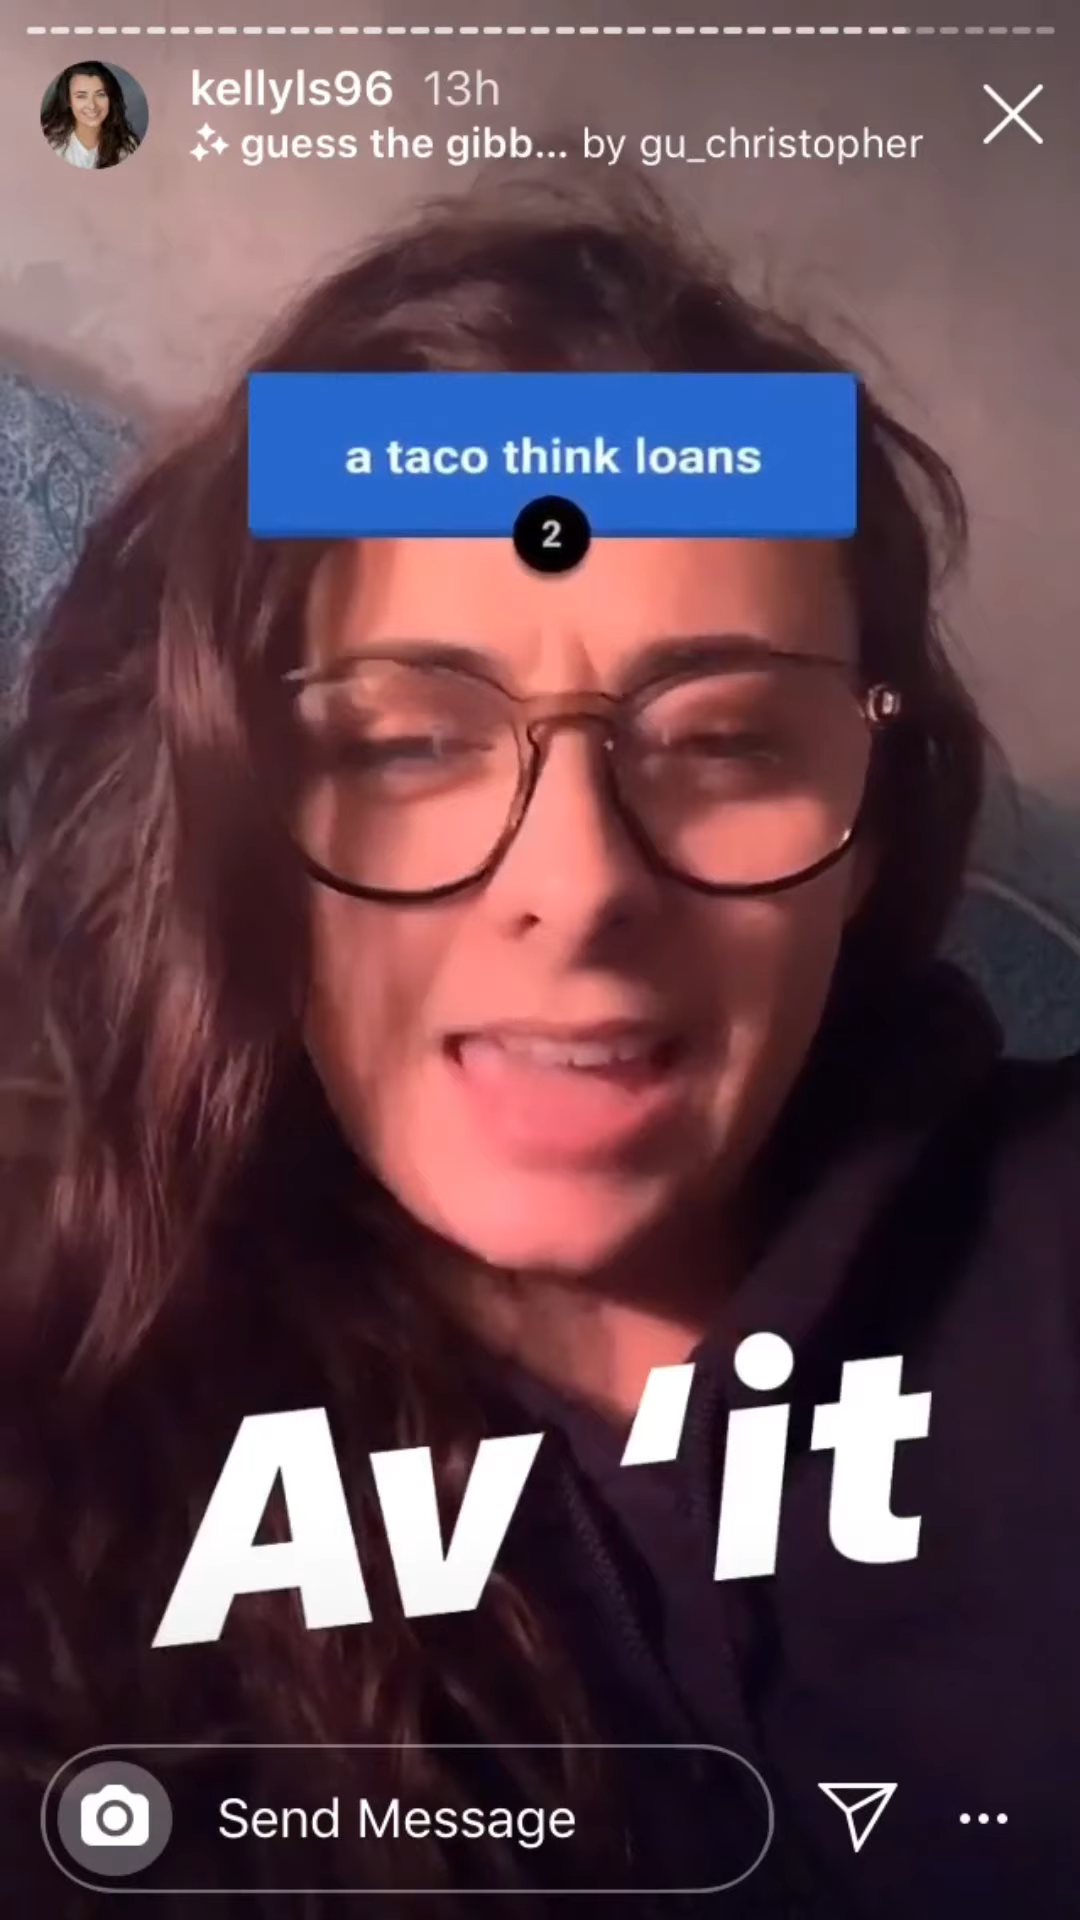 kellyls96 13h
guess the gibb... by gu_christopher
a taco think loans
2
Av 'it
Send Message